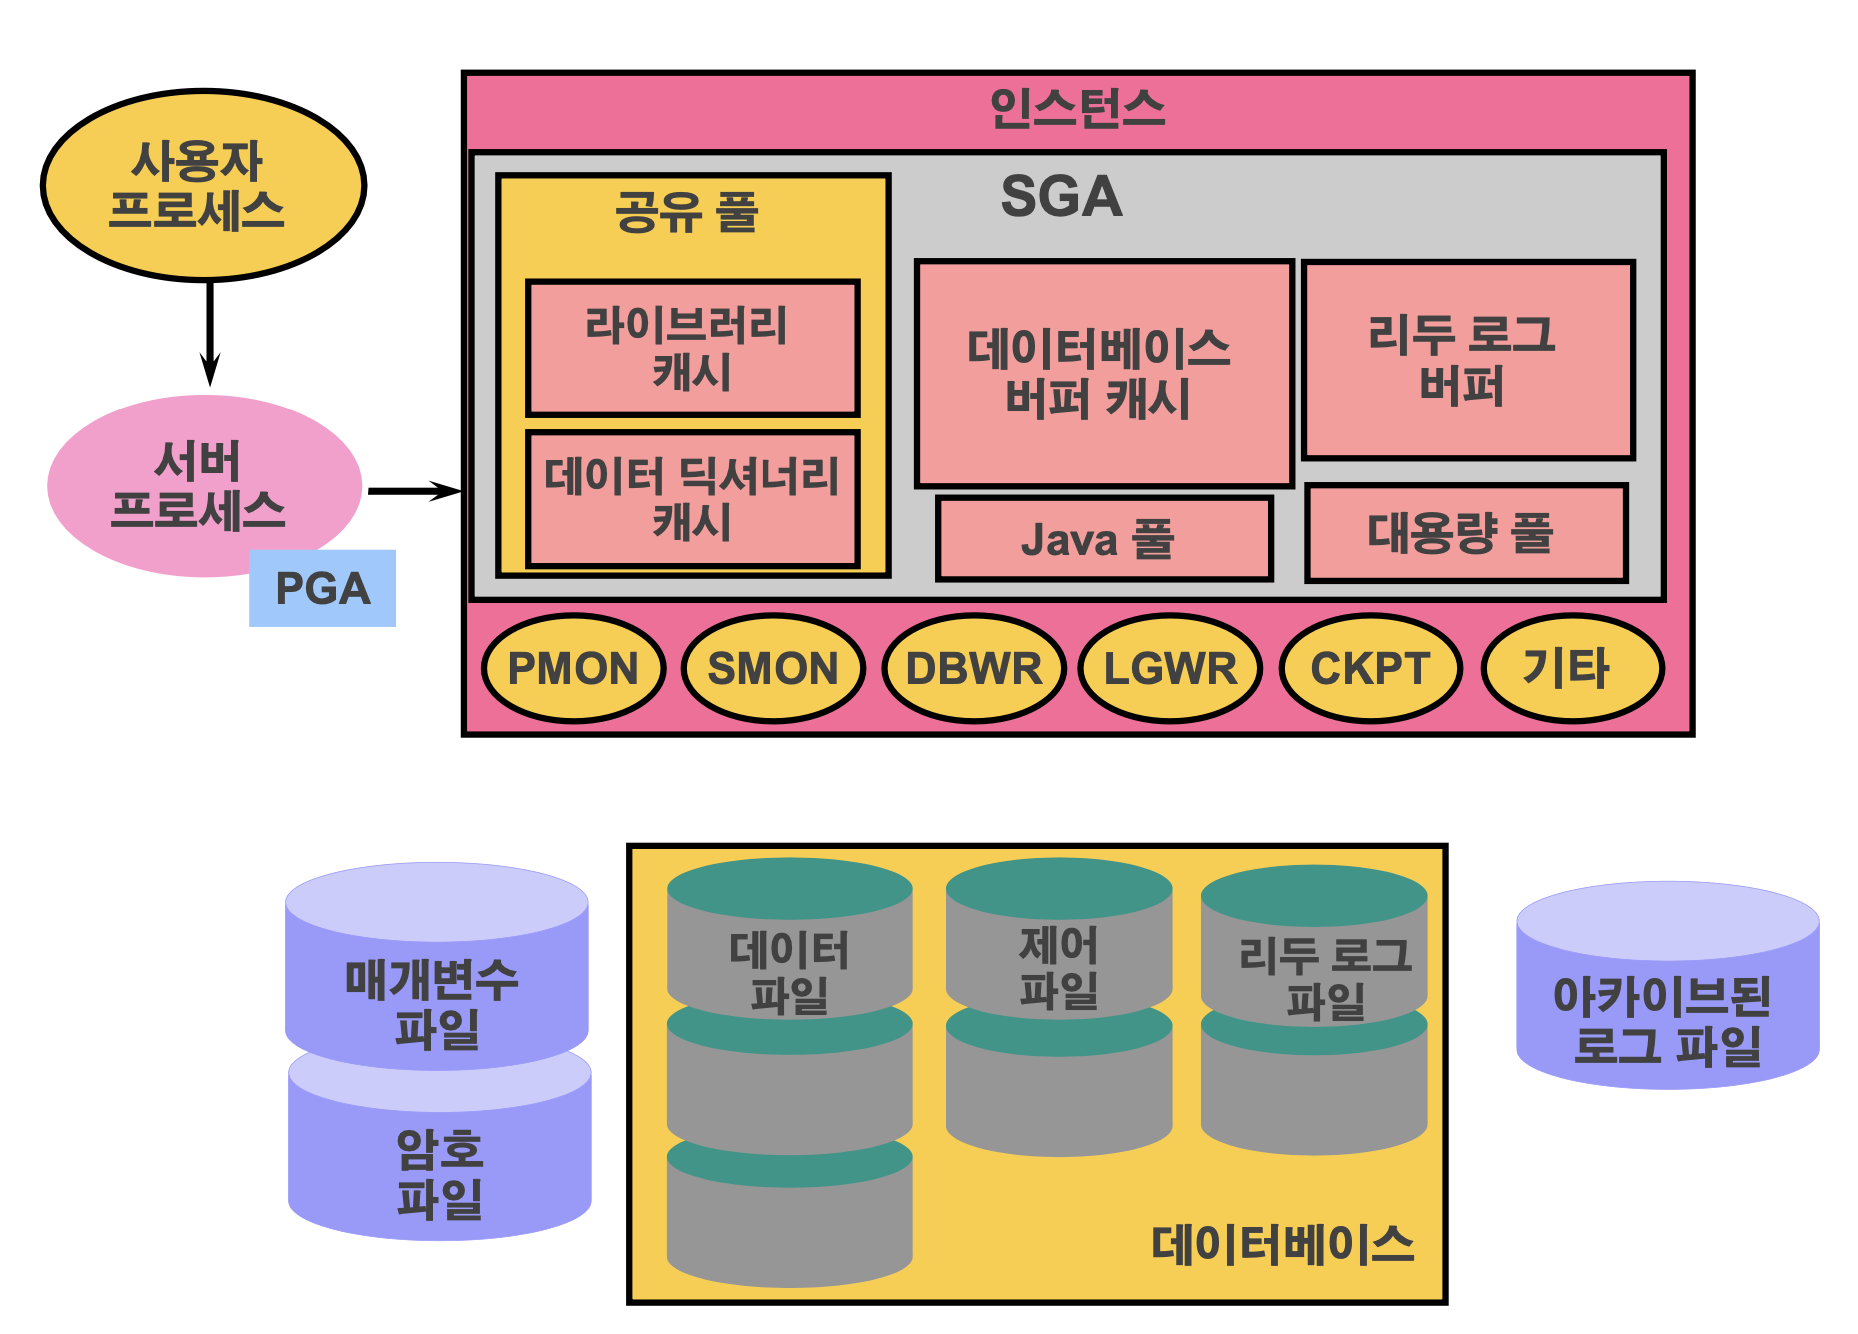 인스턴스
사용자
프로세스
SGA
공유 풀
라이브러리
캐시
데이터 딕셔너리
캐시
데이터베이스
버퍼 캐시
리두 로그
버퍼
Java 풀
대용량 풀
서버
프로세스
PGA
PMON
SMON
DBWR
LGWR
CKPT
기타
매개변수
파일
암호
파일
데이터
파일
제어
파일
리두 로그
파일
데이터베이스
아카이브된
로그 파일